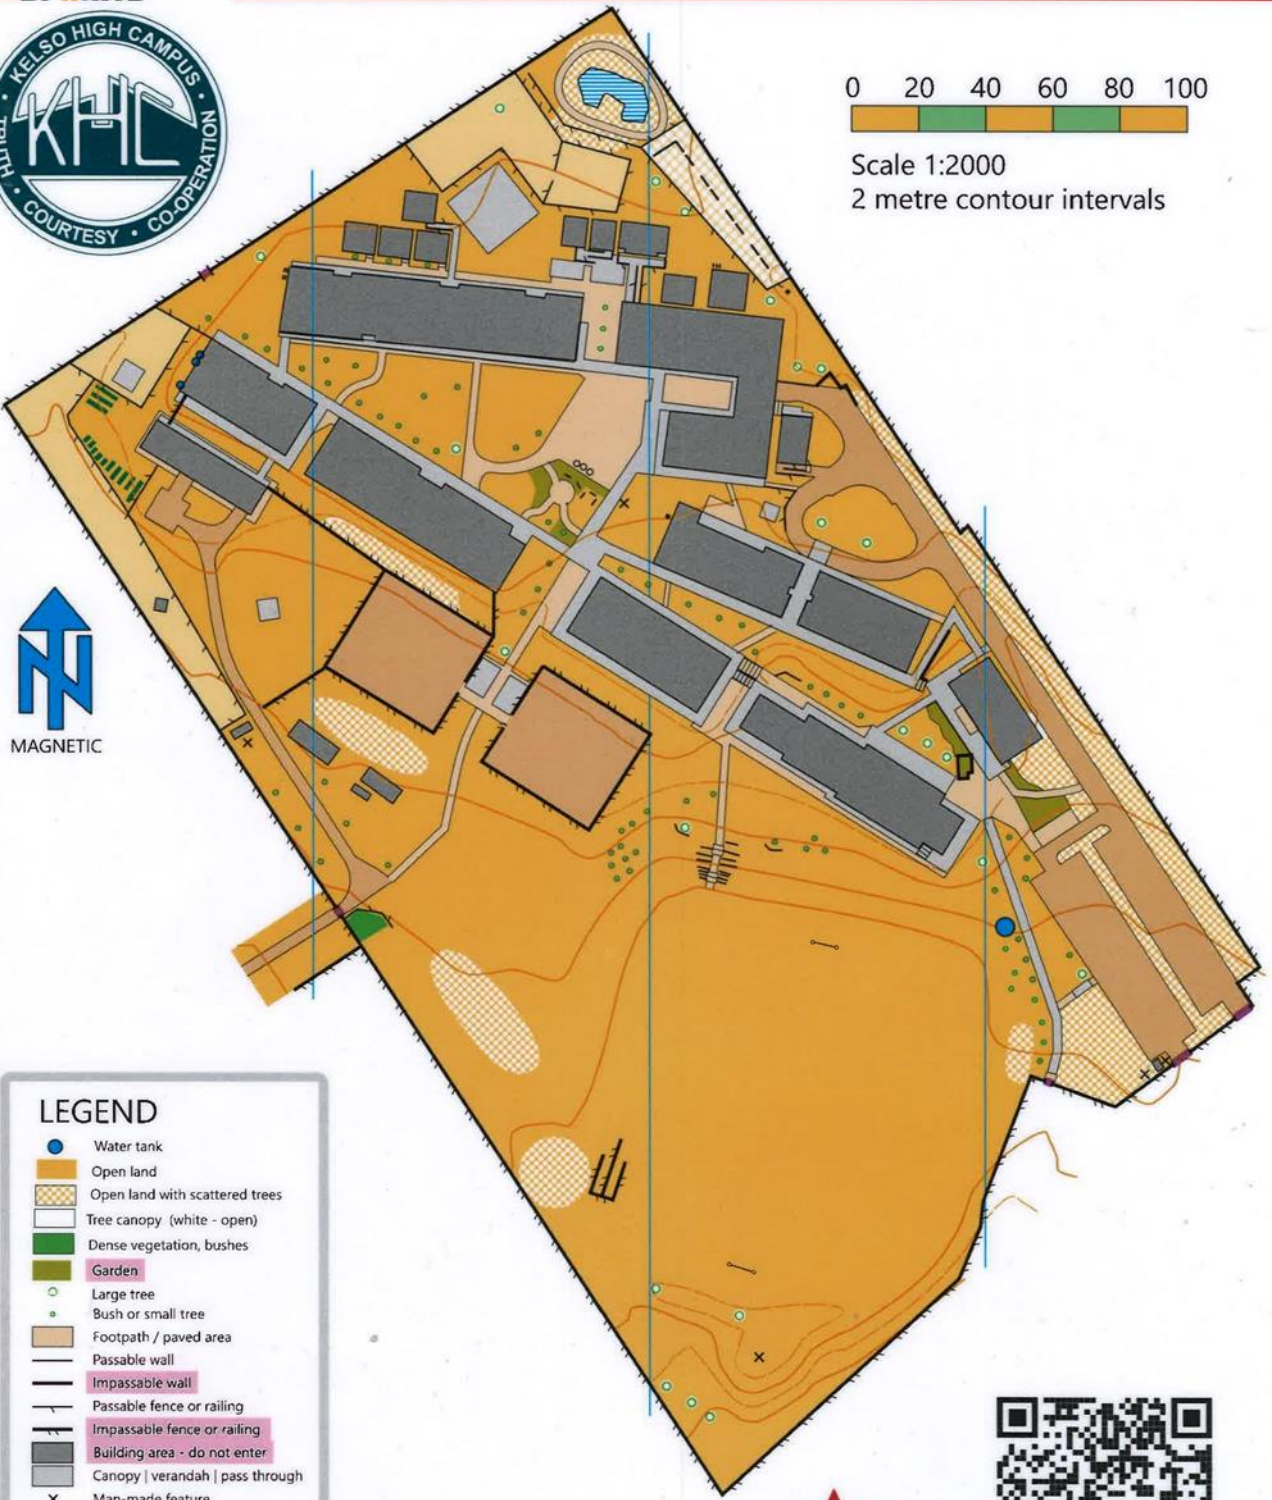 KELSO HIGH CAMPUS
KHC
TRUTH • COURTESY • CO-OPERATION
0 20 40 60 80 100
Scale 1:2000
2 metre contour intervals
MAGNETIC
LEGEND
Water tank
Open land
Open land with scattered trees
Tree canopy (white - open)
Dense vegetation, bushes
Garden
Large tree
Bush or small tree
Footpath / paved area
Passable wall
Impassable wall
Passable fence or railing
Impassable fence or railing
Building area - do not enter
Canopy | verandah | pass through
Man-made feature